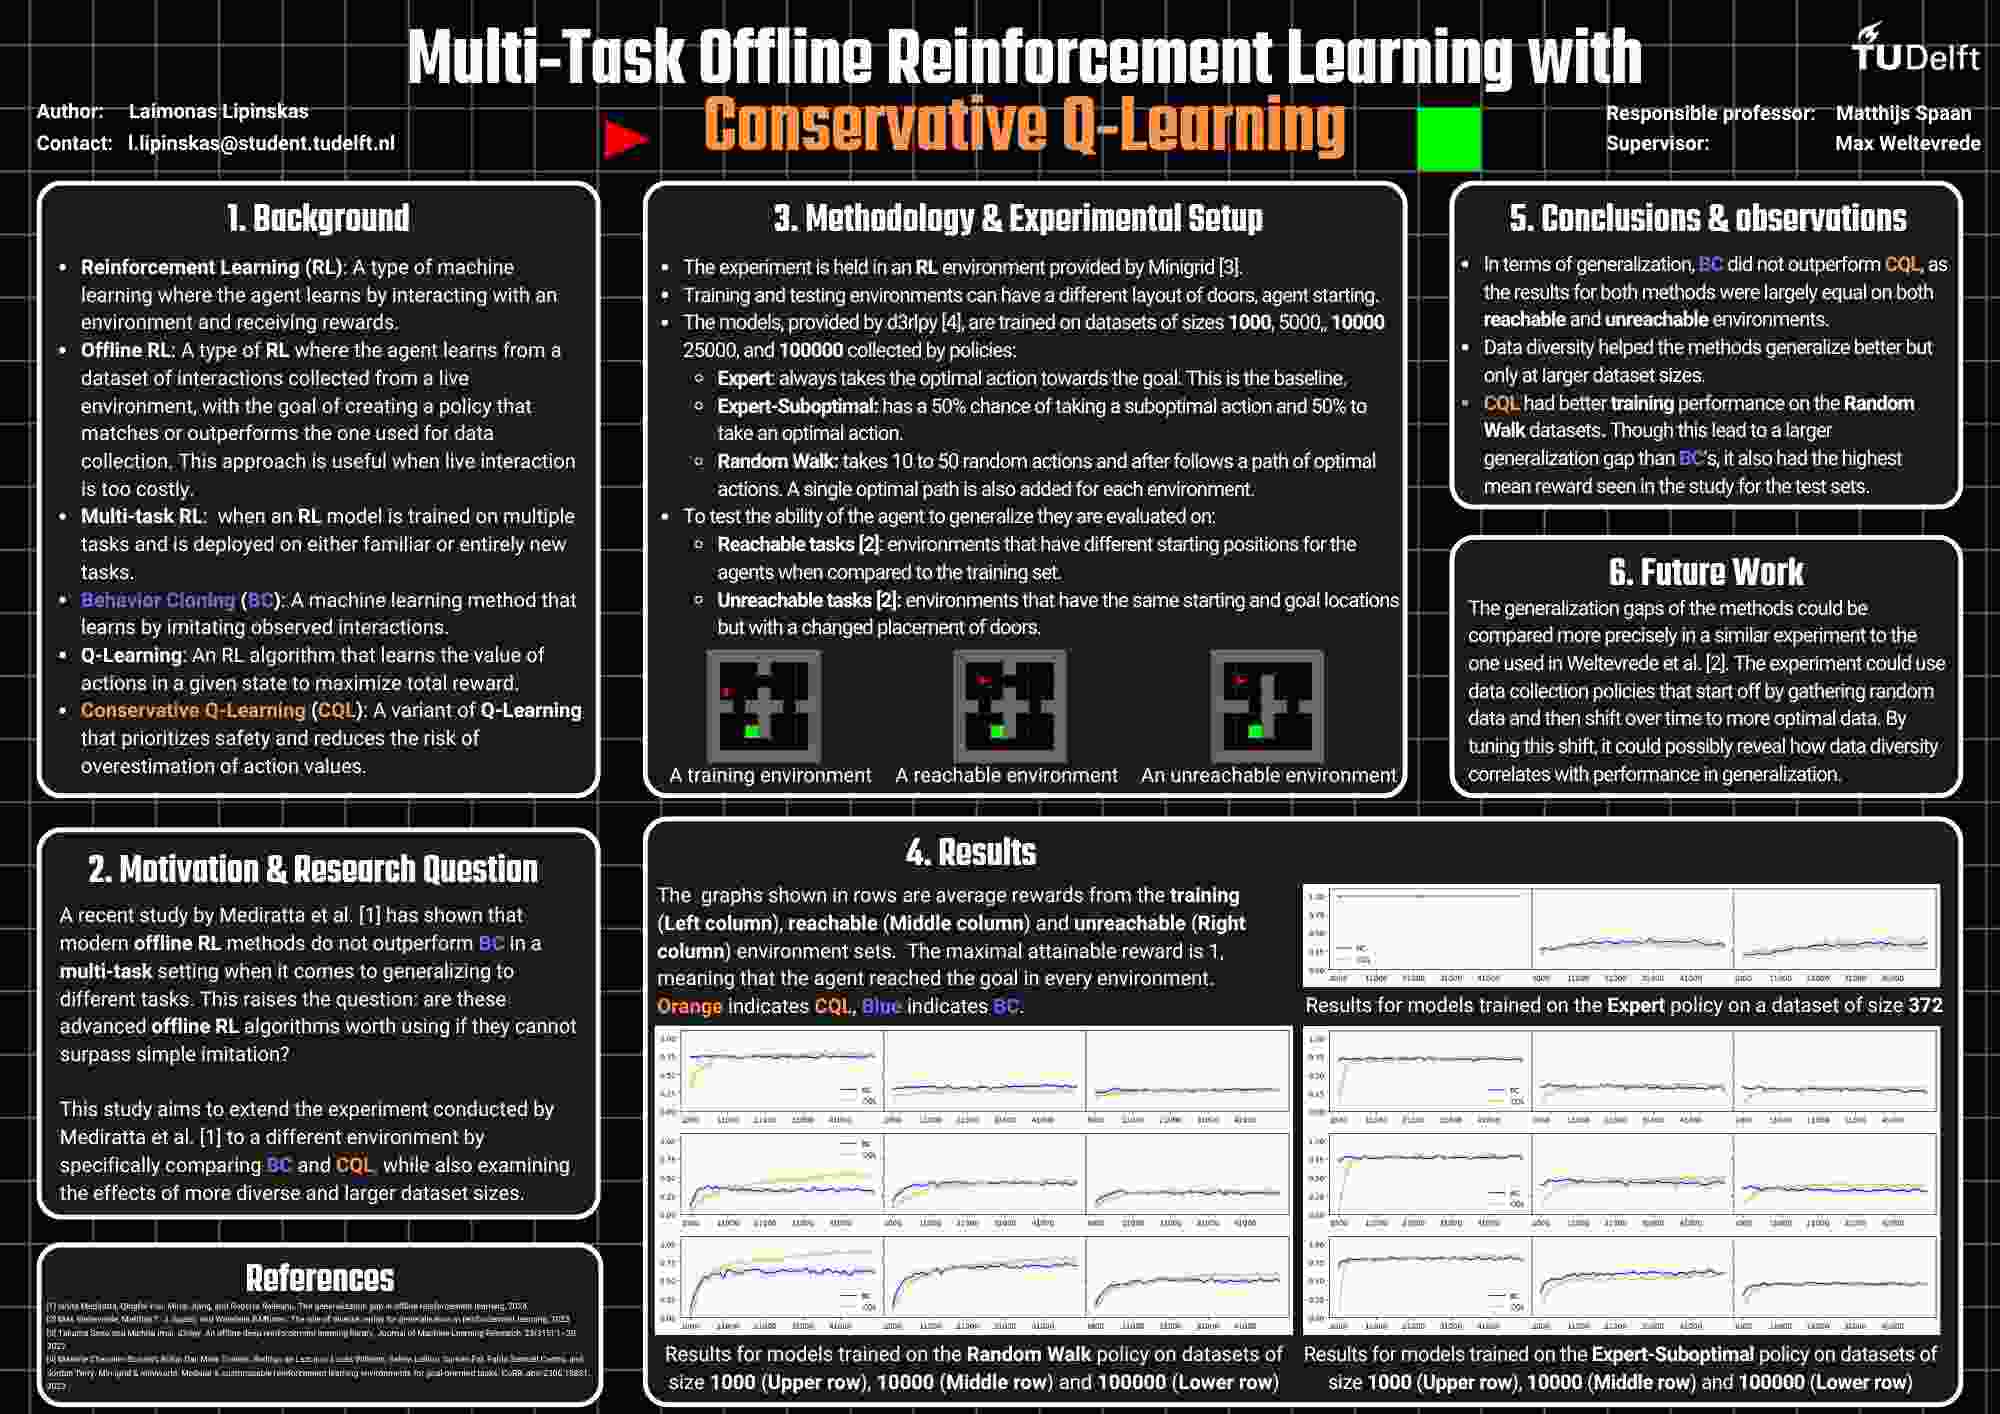 Multi-Task Offline Reinforcement Learning with
Conservative Q-Learning
TUDelft
Author: Laimonas Lipinskas
Contact: l.lipinskas@student.tudelft.nl
Responsible professor: Matthijs Spaan
Supervisor: Max Weltevrede
1. Background
• Reinforcement Learning (RL): A type of machine
learning where the agent learns by interacting with an
environment and receiving rewards.
• Offline RL: A type of RL where the agent learns from a
dataset of interactions collected from a live
environment, with the goal of creating a policy that
matches or outperforms the one used for data
collection. This approach is useful when live interaction
is too costly.
• Multi-task RL: when an RL model is trained on multiple
tasks and is deployed on either familiar or entirely new
tasks.
• Behavior Cloning (BC): A machine learning method that
learns by imitating observed interactions.
• Q-Learning: An RL algorithm that learns the value of
actions in a given state to maximize total reward.
• Conservative Q-Learning (CQL): A variant of Q-Learning
that prioritizes safety and reduces the risk of
overestimation of action values.
2. Motivation & Research Question
A recent study by Mediratta et al. [1] has shown that
modern offline RL methods do not outperform BC in a
multi-task setting when it comes to generalizing to
different tasks. This raises the question: are these
advanced offline RL algorithms worth using if they cannot
surpass simple imitation?
This study aims to extend the experiment conducted by
Mediratta et al. [1] to a different environment by
specifically comparing BC and CQL, while also examining
the effects of more diverse and larger dataset sizes.
References
3. Methodology & Experimental Setup
• The experiment is held in an RL environment provided by Minigrid [3].
• Training and testing environments can have a different layout of doors, agent starting.
• The models, provided by d3rlpy [4], are trained on datasets of sizes 1000, 5000,, 10000
25000, and 100000 collected by policies:
◦ Expert: always takes the optimal action towards the goal. This is the baseline.
◦ Expert-Suboptimal: has a 50% chance of taking a suboptimal action and 50% to
take an optimal action.
◦ Random Walk: takes 10 to 50 random actions and after follows a path of optimal
actions. A single optimal path is also added for each environment.
• To test the ability of the agent to generalize they are evaluated on:
◦ Reachable tasks [2]: environments that have different starting positions for the
agents when compared to the training set.
◦ Unreachable tasks [2]: environments that have the same starting and goal locations
but with a changed placement of doors.
A training environment A reachable environment An unreachable environment
4. Results
The graphs shown in rows are average rewards from the training
(Left column), reachable (Middle column) and unreachable (Right
column) environment sets. The maximal attainable reward is 1,
meaning that the agent reached the goal in every environment.
Orange indicates CQL, Blue indicates BC.
Results for models trained on the Expert policy on a dataset of size 372
Results for models trained on the Random Walk policy on datasets of
size 1000 (Upper row), 10000 (Middle row) and 100000 (Lower row)
Results for models trained on the Expert-Suboptimal policy on datasets of
size 1000 (Upper row), 10000 (Middle row) and 100000 (Lower row)
5. Conclusions & observations
• In terms of generalization, BC did not outperform CQL, as
the results for both methods were largely equal on both
reachable and unreachable environments.
• Data diversity helped the methods generalize better but
only at larger dataset sizes.
• CQL had better training performance on the Random
Walk datasets. Though this lead to a larger
generalization gap than BC's, it also had the highest
mean reward seen in the study for the test sets.
6. Future Work
The generalization gaps of the methods could be
compared more precisely in a similar experiment to the
one used in Weltevrede et al. [2]. The experiment could use
data collection policies that start off by gathering random
data and then shift over time to more optimal data. By
tuning this shift, it could possibly reveal how data diversity
correlates with performance in generalization.